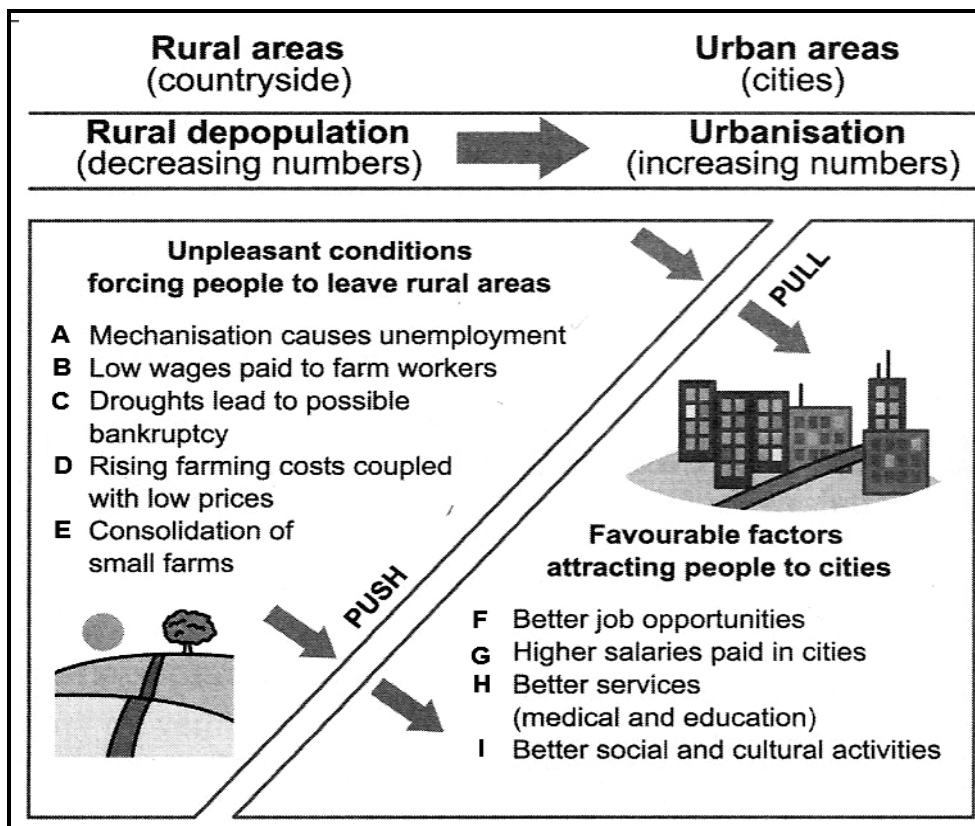 Rural areas
(countryside)
Urban areas
(cities)
Rural depopulation
(decreasing numbers)
Urbanisation
(increasing numbers)
Unpleasant conditions
forcing people to leave rural areas
A Mechanisation causes unemployment
B Low wages paid to farm workers
C Droughts lead to possible
bankruptcy
D Rising farming costs coupled
with low prices
E Consolidation of
small farms
PUSH
PULL
Favourable factors
attracting people to cities
F Better job opportunities
G Higher salaries paid in cities
H Better services
(medical and education)
I Better social and cultural activities